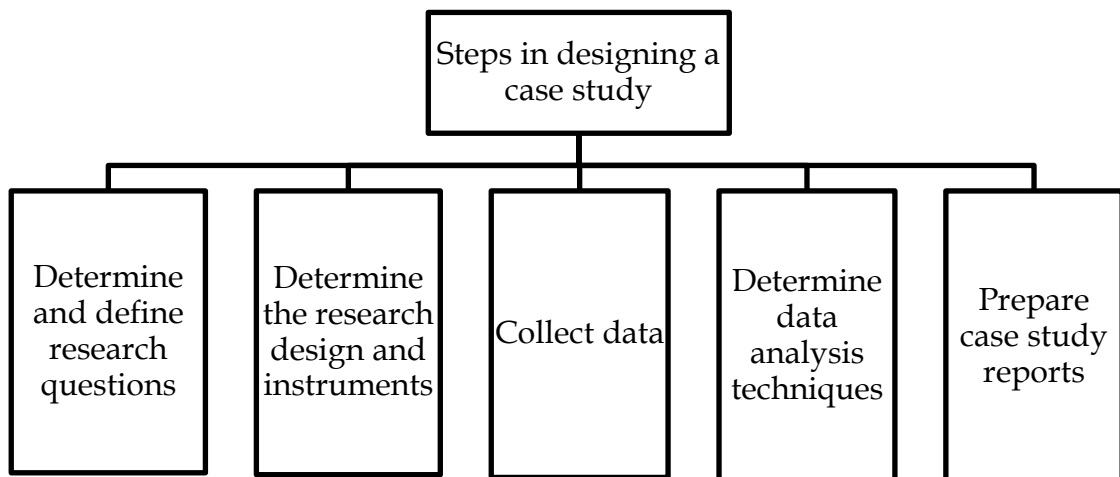 Steps in designing a
case study
Determine
and define
research
questions
Determine
the research
design and
instruments
Collect data
Determine
data
analysis
techniques
Prepare
case study
reports